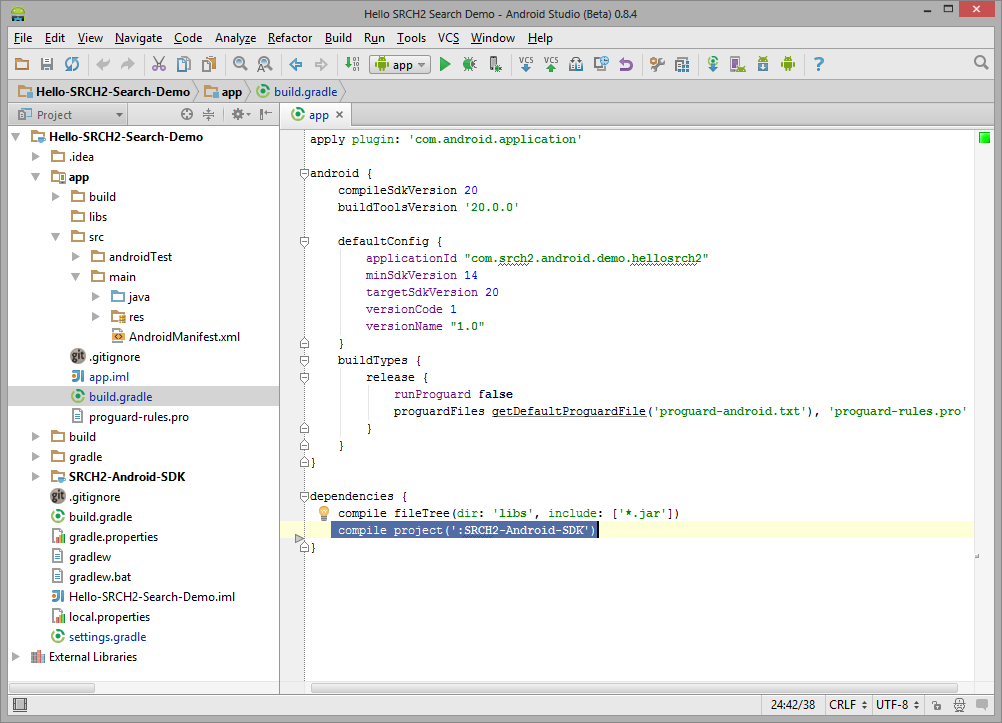 Hello SRCH2 Search Demo - Android Studio (Beta) 0.8.4
File Edit View Navigate Code Analyze Refactor Build Run Tools VCS Window Help
app VCS VCS
Hello-SRCH2-Search-Demo app build.gradle
Project
app
Hello-SRCH2-Search-Demo
.idea
app
build
libs
src
androidTest
main
java
res
AndroidManifest.xml
.gitignore
app.iml
build.gradle
proguard-rules.pro
build
gradle
SRCH2-Android-SDK
.gitignore
build.gradle
gradle.properties
gradlew
gradlew.bat
Hello-SRCH2-Search-Demo.iml
local.properties
settings.gradle
External Libraries
apply plugin: 'com.android.application'
android {
compileSdkVersion 20
buildToolsVersion '20.0.0'
defaultConfig {
applicationId "com.srch2.android.demo.hellosrch2"
minSdkVersion 14
targetSdkVersion 20
versionCode 1
versionName "1.0"
}
buildTypes {
release {
runProguard false
proguardFiles getDefaultProguardFile('proguard-android.txt'), 'proguard-rules.pro'
}
}
}
dependencies {
compile fileTree(dir: 'libs', include: ['*.jar'])
compile project(':SRCH2-Android-SDK')
}
24:42/38 CRLF UTF-8